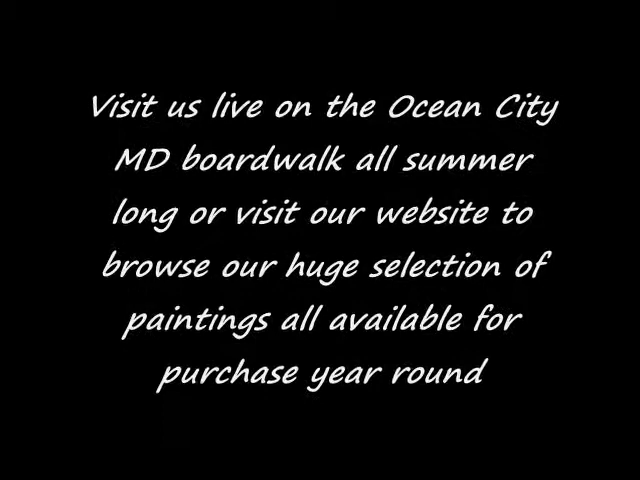 Visit us live on the Ocean City
MD boardwalk all summer
long or visit our website to
browse our huge selection of
paintings all available for
purchase year round